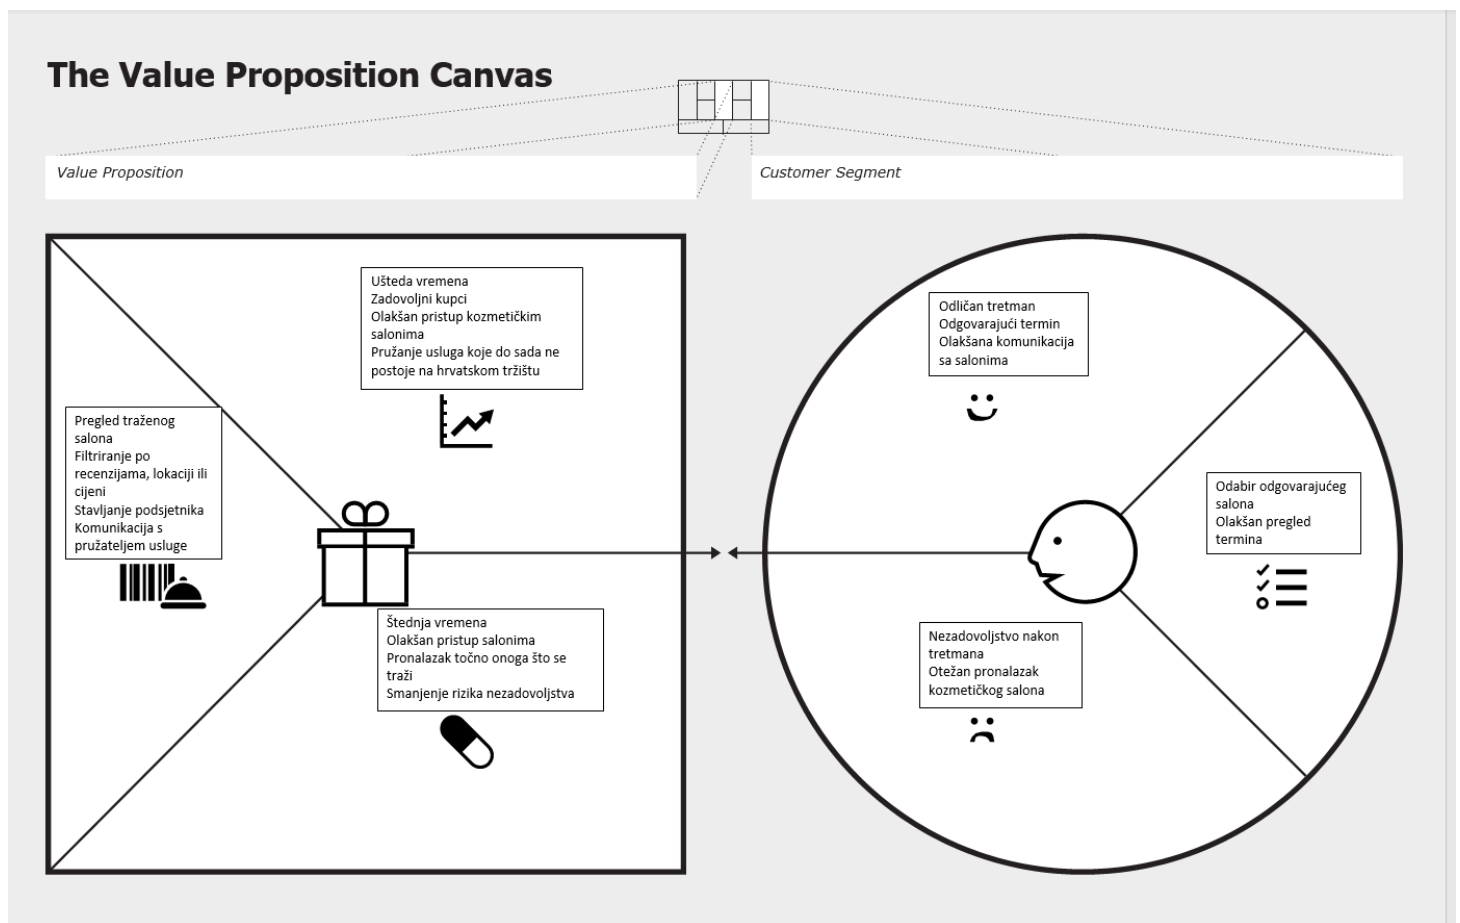 The Value Proposition Canvas
Value Proposition
Customer Segment
Ušteda vremena
Zadovoljni kupci
Olakšan pristup kozmetičkim
salonima
Pružanje usluga koje do sada ne
postoje na hrvatskom tržištu
Pregled traženog
salona
Filtriranje po
recenzijama, lokaciji ili
cijeni
Stavljanje podsjetnika
Komunikacija s
pružateljem usluge
Štednja vremena
Olakšan pristup salonima
Pronalazak točno onoga što se
traži
Smanjenje rizika nezadovoljstva
Odličan tretman
Odgovarajući termin
Olakšana komunikacija
sa salonima
Odabir odgovarajućeg
salona
Olakšan pregled
termina
Nezadovoljstvo nakon
tretmana
Otežan pronalazak
kozmetičkog salona